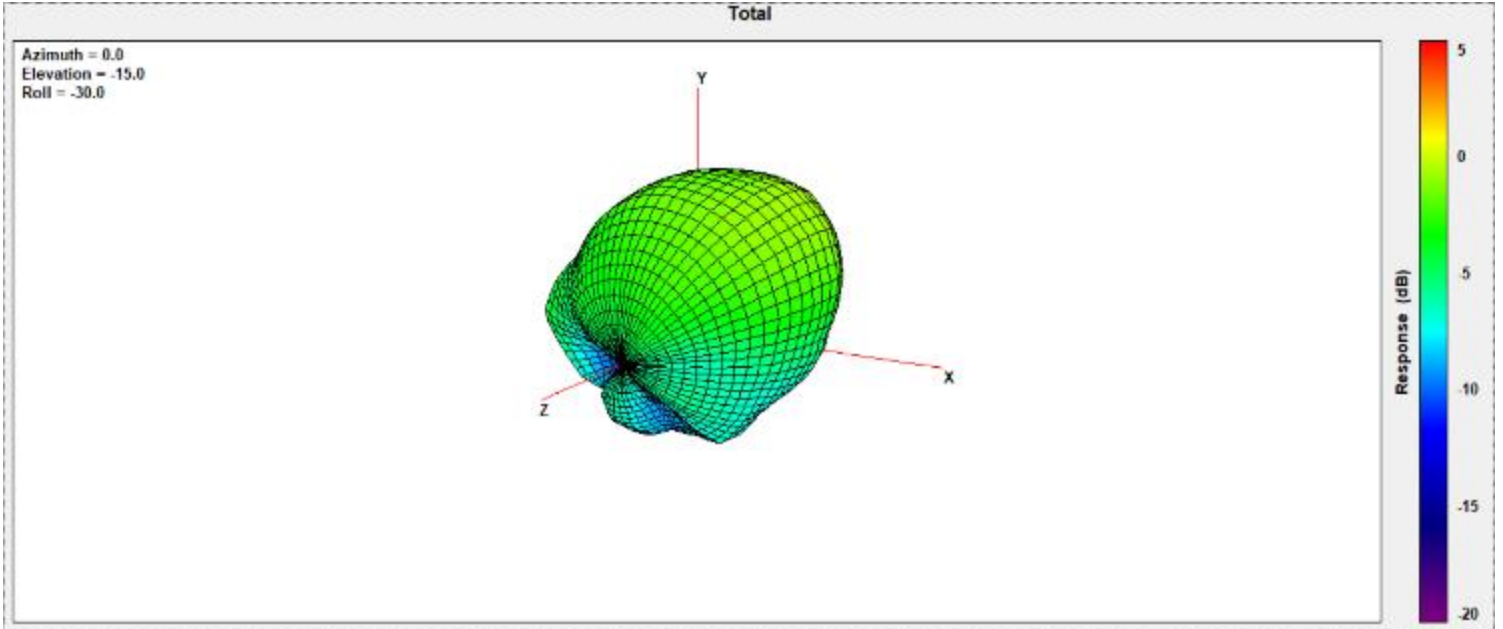 Total
Azimuth = 0.0
Elevation = -15.0
Roll = -30.0
Y
X
Z
Response (dB)
5
0
-5
-10
-15
-20